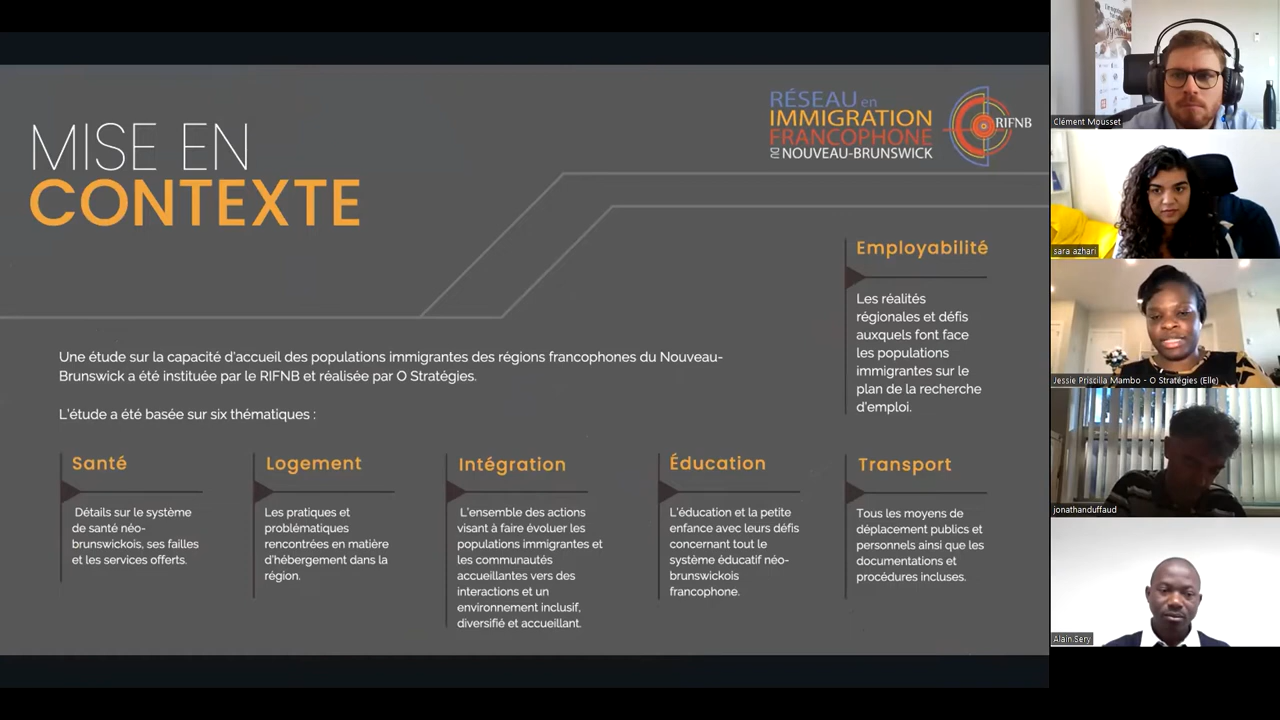 MISE EN
CONTEXTE
RÉSEAU en
IMMIGRATION
FRANCOPHONE
DU NOUVEAU-BRUNSWICK
RIFNB
Une étude sur la capacité d'accueil des populations immigrantes des régions francophones du Nouveau-
Brunswick a été instituée par le RIFNB et réalisée par O Stratégies.
L'étude a été basée sur six thématiques :
Employabilité
Les réalités
régionales et défis
auxquels font face
les populations
immigrantes sur le
plan de la recherche
d'emploi.
Santé
Détails sur le système
de santé néo-
brunswickois, ses failles
et les services offerts.
Logement
Les pratiques et
problématiques
rencontrées en matière
d'hébergement dans la
région.
Intégration
L'ensemble des actions
visant à faire évoluer les
populations immigrantes et
les communautés
accueillantes vers des
interactions et un
environnement inclusif,
diversifié et accueillant.
Éducation
L'éducation et la petite
enfance avec leurs défis
concernant tout le
système éducatif néo-
brunswickois
francophone.
Transport
Tous les moyens de
déplacement publics et
personnels ainsi que les
documentations et
procédures incluses.
Clément Mousset
sara azhari
Jessie Priscilla Mambo - O Stratégies (Elle)
jonathanduffaud
Alain Sery